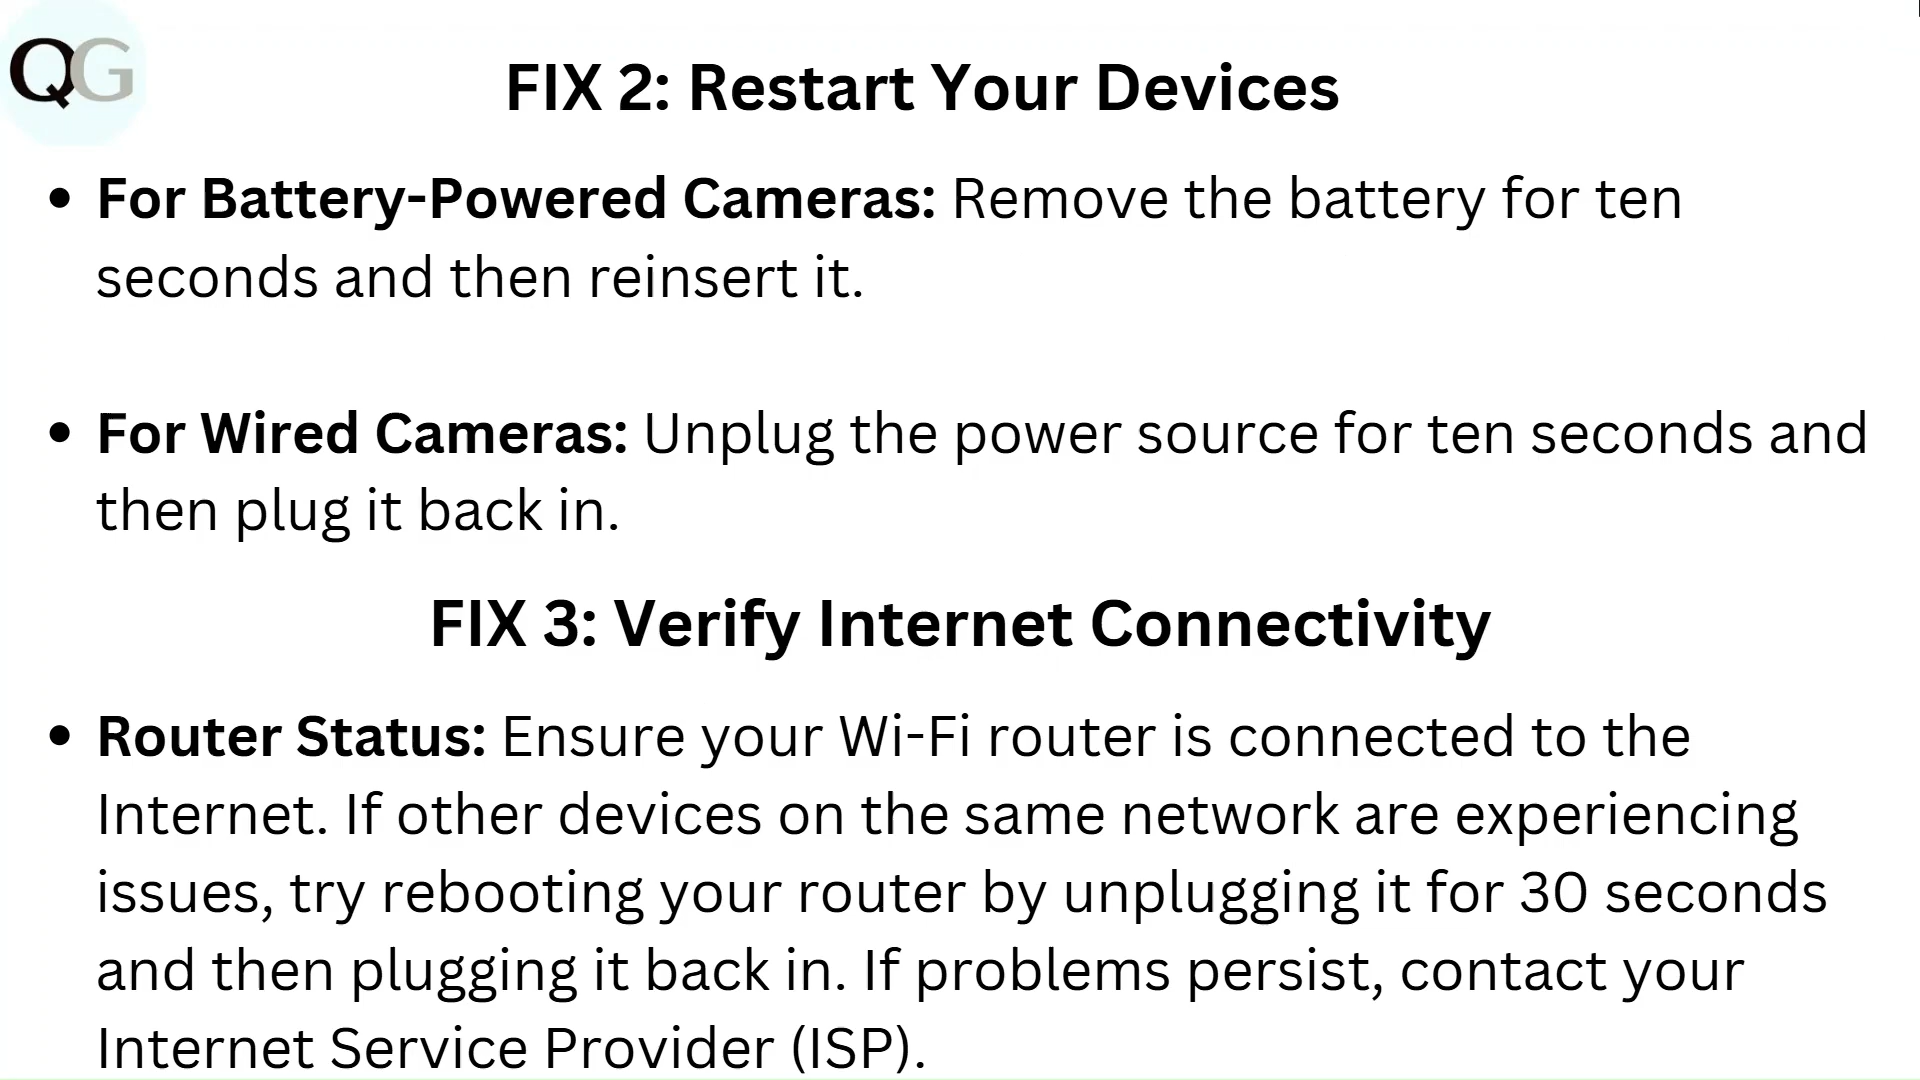 QG
FIX 2: Restart Your Devices
• For Battery-Powered Cameras: Remove the battery for ten
seconds and then reinsert it.
• For Wired Cameras: Unplug the power source for ten seconds and
then plug it back in.
FIX 3: Verify Internet Connectivity
• Router Status: Ensure your Wi-Fi router is connected to the
Internet. If other devices on the same network are experiencing
issues, try rebooting your router by unplugging it for 30 seconds
and then plugging it back in. If problems persist, contact your
Internet Service Provider (ISP).